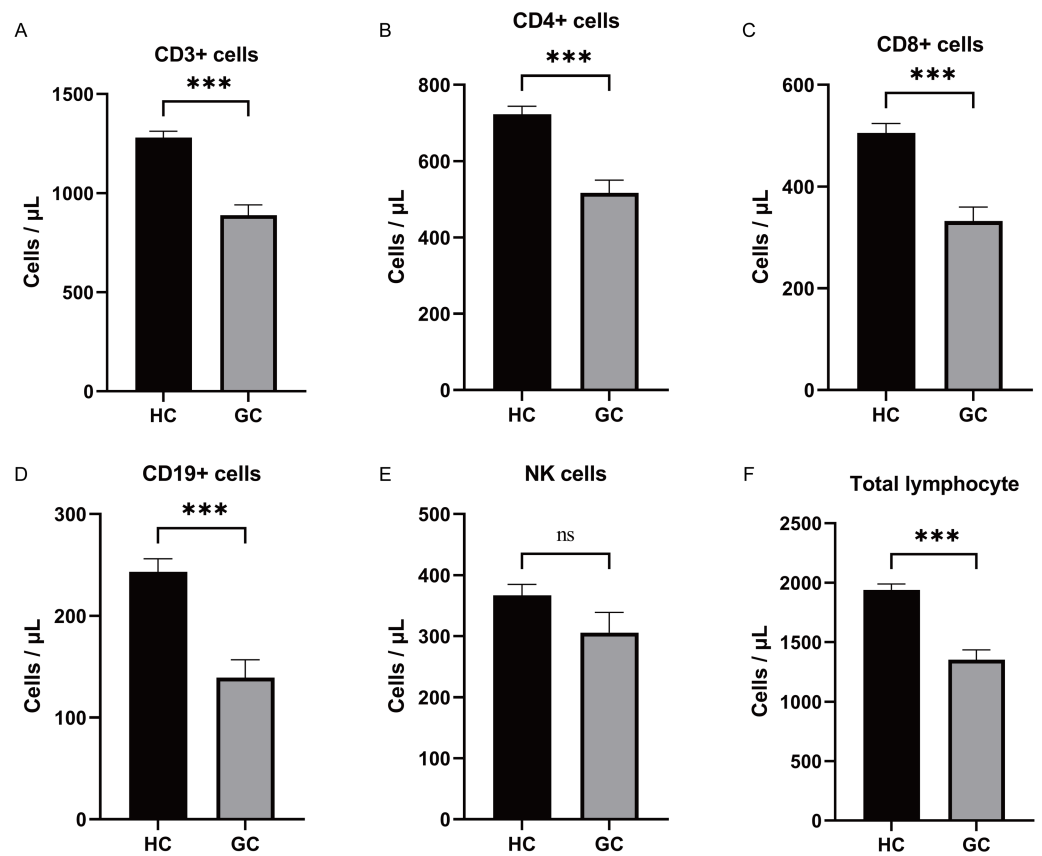 A
CD3+ cells
***
1500
1000
500
0
Cells / µL
HC GC
B
CD4+ cells
***
800
600
400
200
0
Cells / µL
HC GC
C
CD8+ cells
***
600
400
200
0
Cells / µL
HC GC
D
CD19+ cells
***
300
200
100
0
Cells / µL
HC GC
E
NK cells
ns
500
400
300
200
100
0
Cells / µL
HC GC
F
Total lymphocyte
***
2500
2000
1500
1000
500
0
Cells / µL
HC GC